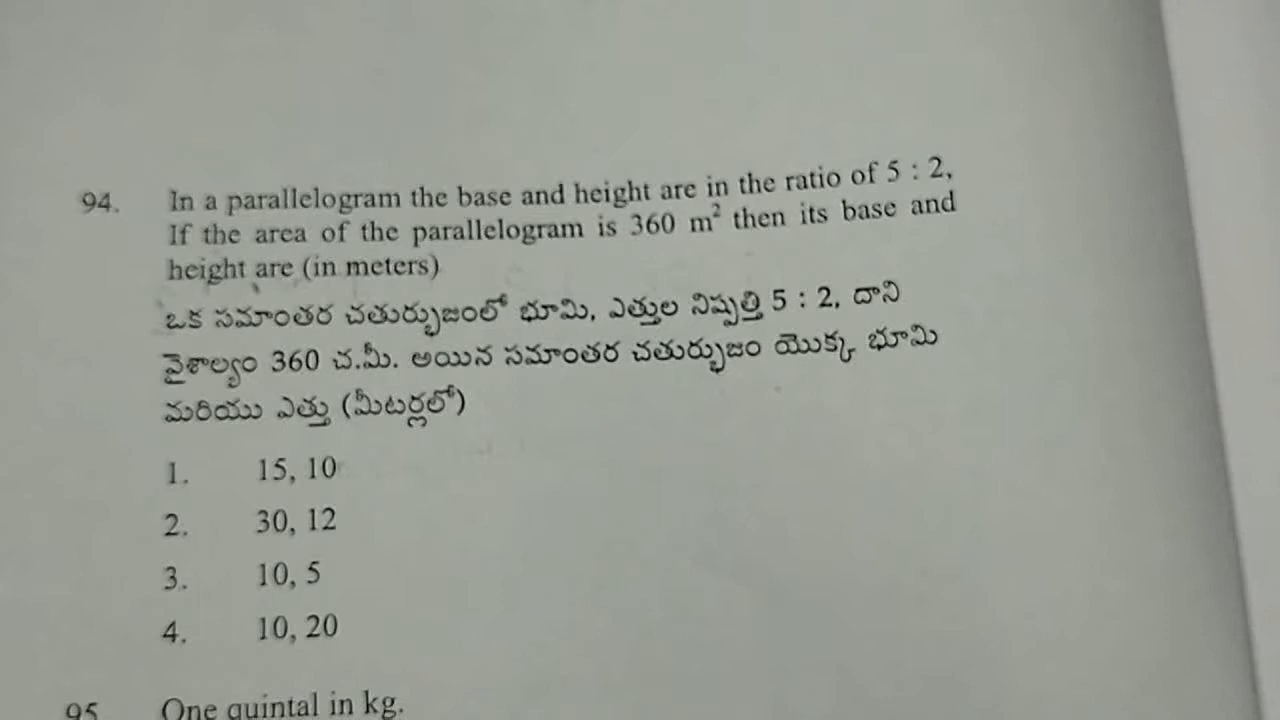 94. In a parallelogram the base and height are in the ratio of 5 : 2,
If the area of the parallelogram is 360 m² then its base and
height are (in meters)
ఒక సమాంతర చతుర్భుజంలో భూమి, ఎత్తుల నిష్పత్తి 5 : 2, దాని
వైశాల్యం 360 చ.మీ. అయిన సమాంతర చతుర్భుజం యొక్క భూమి
మరియు ఎత్తు (మీటర్లలో)
1. 15, 10
2. 30, 12
3. 10, 5
4. 10, 20
95 One quintal in kg.